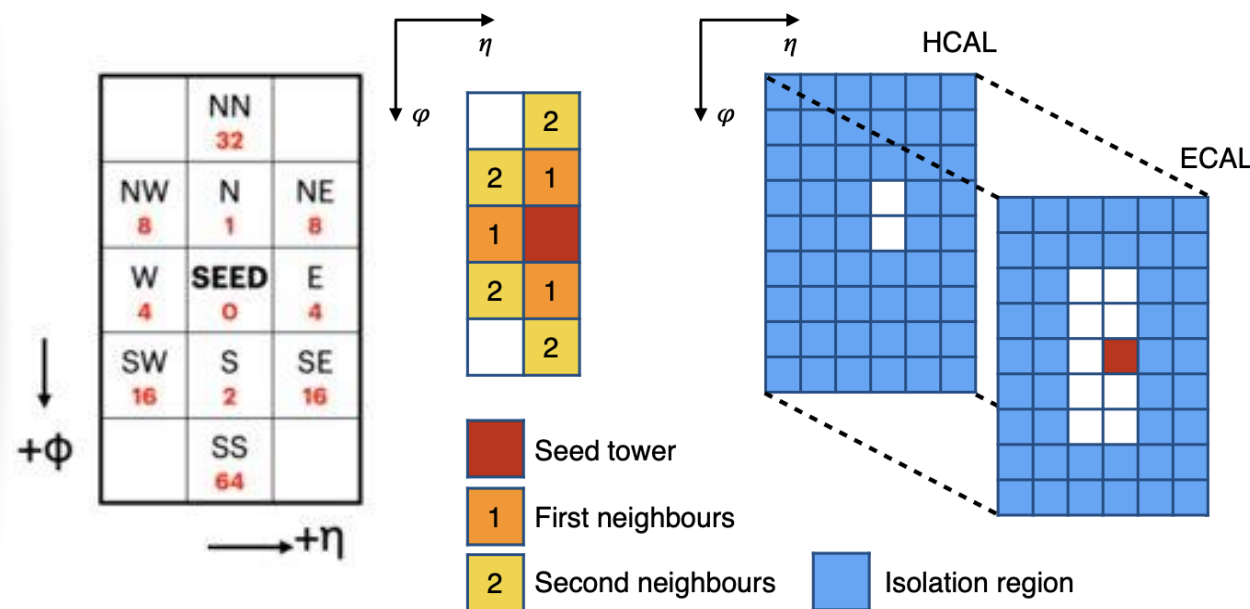 NN
32
NW N NE
8 1 8
W SEED E
4 0 4
SW S SE
16 2 16
SS
64
+ϕ
+η
η
φ
2
2 1
1
2 1
2
Seed tower
1 First neighbours
2 Second neighbours
η
φ
HCAL
ECAL
Isolation region